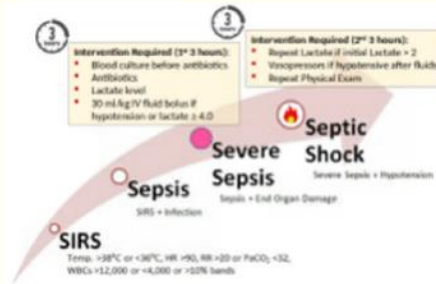 3
HOURS
Intervention Required (1st 3 hours):
Blood culture before antibiotics
Antibiotics
Lactate level
30 mL/kg IV fluid bolus if
hypotension or lactate ≥ 4.0
3
HOURS
Intervention Required (2nd 3 hours):
Repeat Lactate if initial Lactate > 2
Vasopressors if hypotensive after fluids
Repeat Physical Exam
Septic
Shock
Severe Sepsis + Hypotension
Severe
Sepsis
Sepsis + End Organ Damage
Sepsis
SIRS + Infection
SIRS
Temp. >38°C or <36°C, HR >90, RR >20 or PaCO₂ <32,
WBCs >12,000 or <4,000 or >10% bands